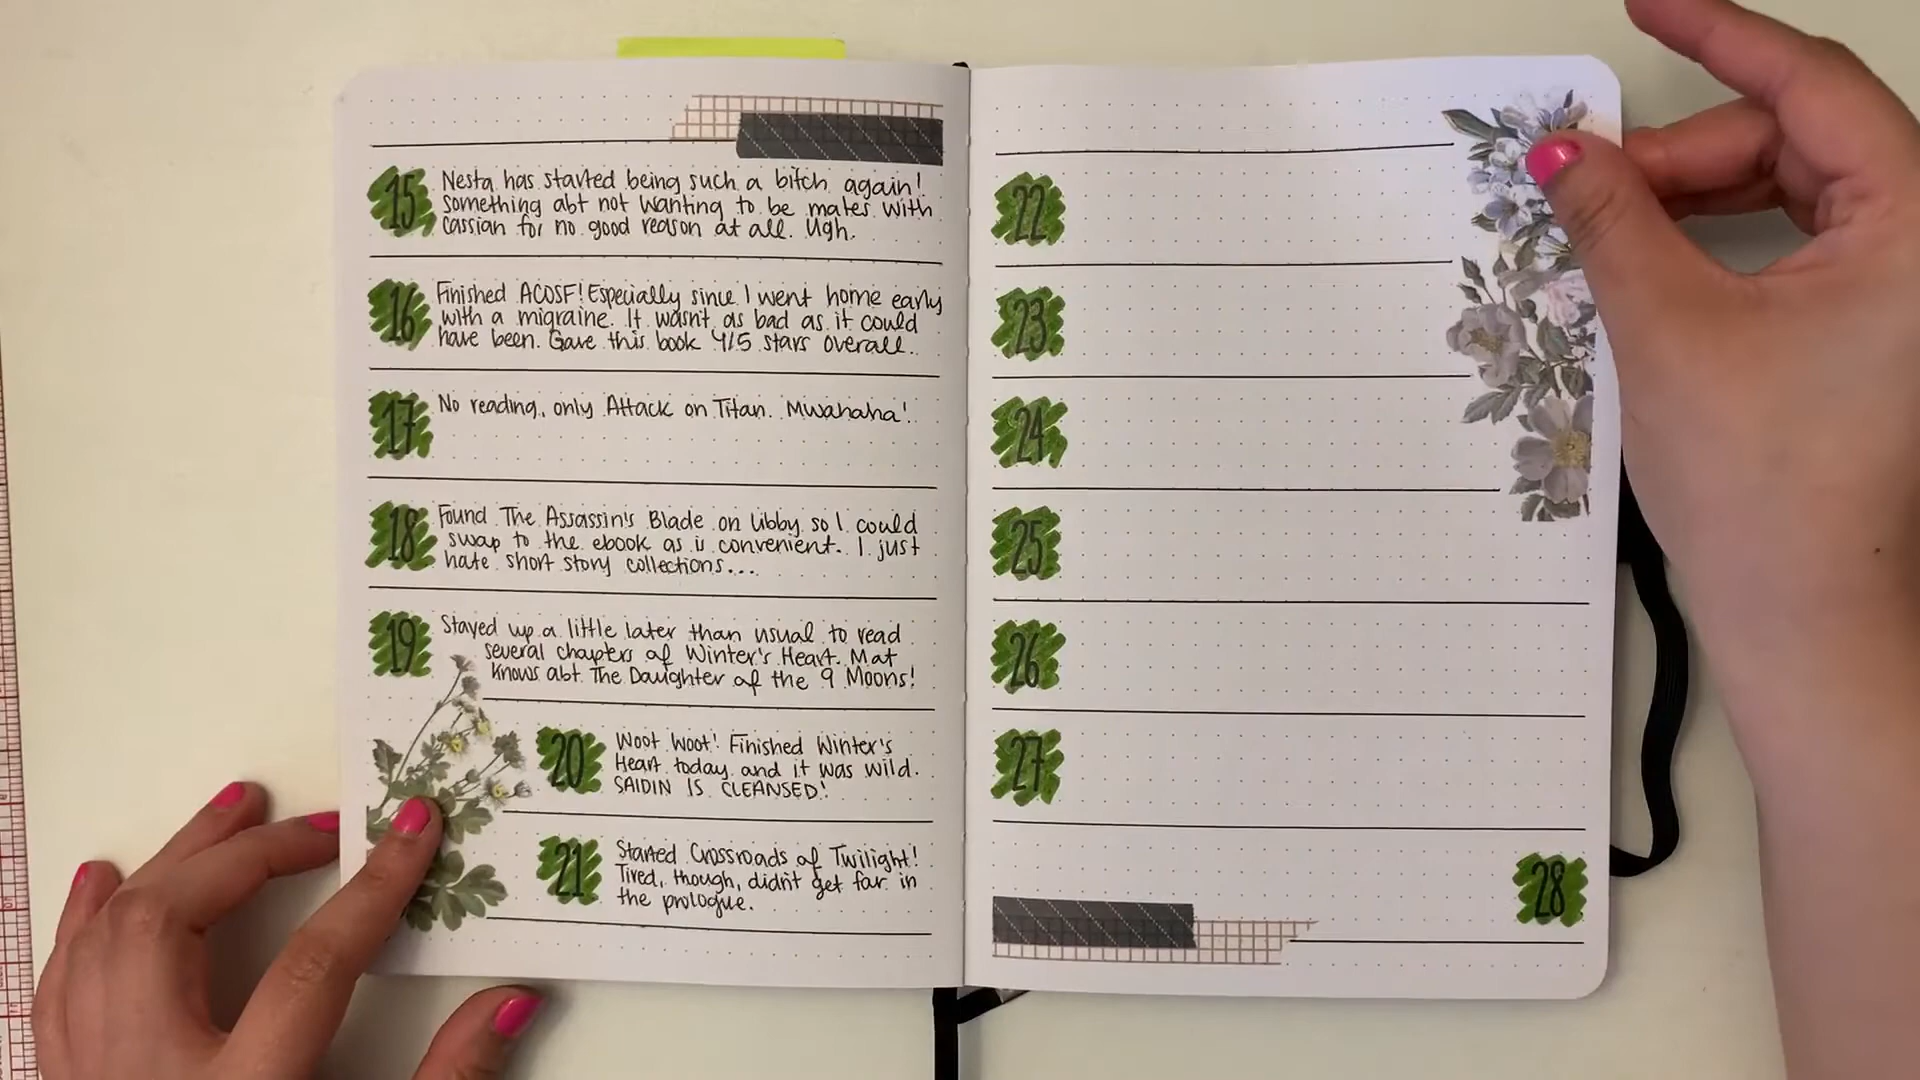 15
Nesta has started being such a bitch again!
something abt not wanting to be mates with
Cassian for no good reason at all. Ugh.
16
Finished ACOSF! Especially since I went home early
with a migraine. It wasnt as bad as it could
have been. Gave this book 4/5 stars overall.
17
No reading, only Attack on Titan. Mwahaha!
18
Found The Assassin's Blade on Libby so I could
swap to the ebook as is convenient. I just
hate short story collections...
19
Stayed up a little later than usual to read
several chapters of Winter's Heart. Mat
knows abt The Daughter of the 9 Moons!
20
Woot Woot! Finished Winter's
Heart today and it was wild.
SAIDIN IS CLEANSED!
21
Started Crossroads of Twilight!
Tired, though, didn't get far in
the prologue.
22
23
24
25
26
27
28